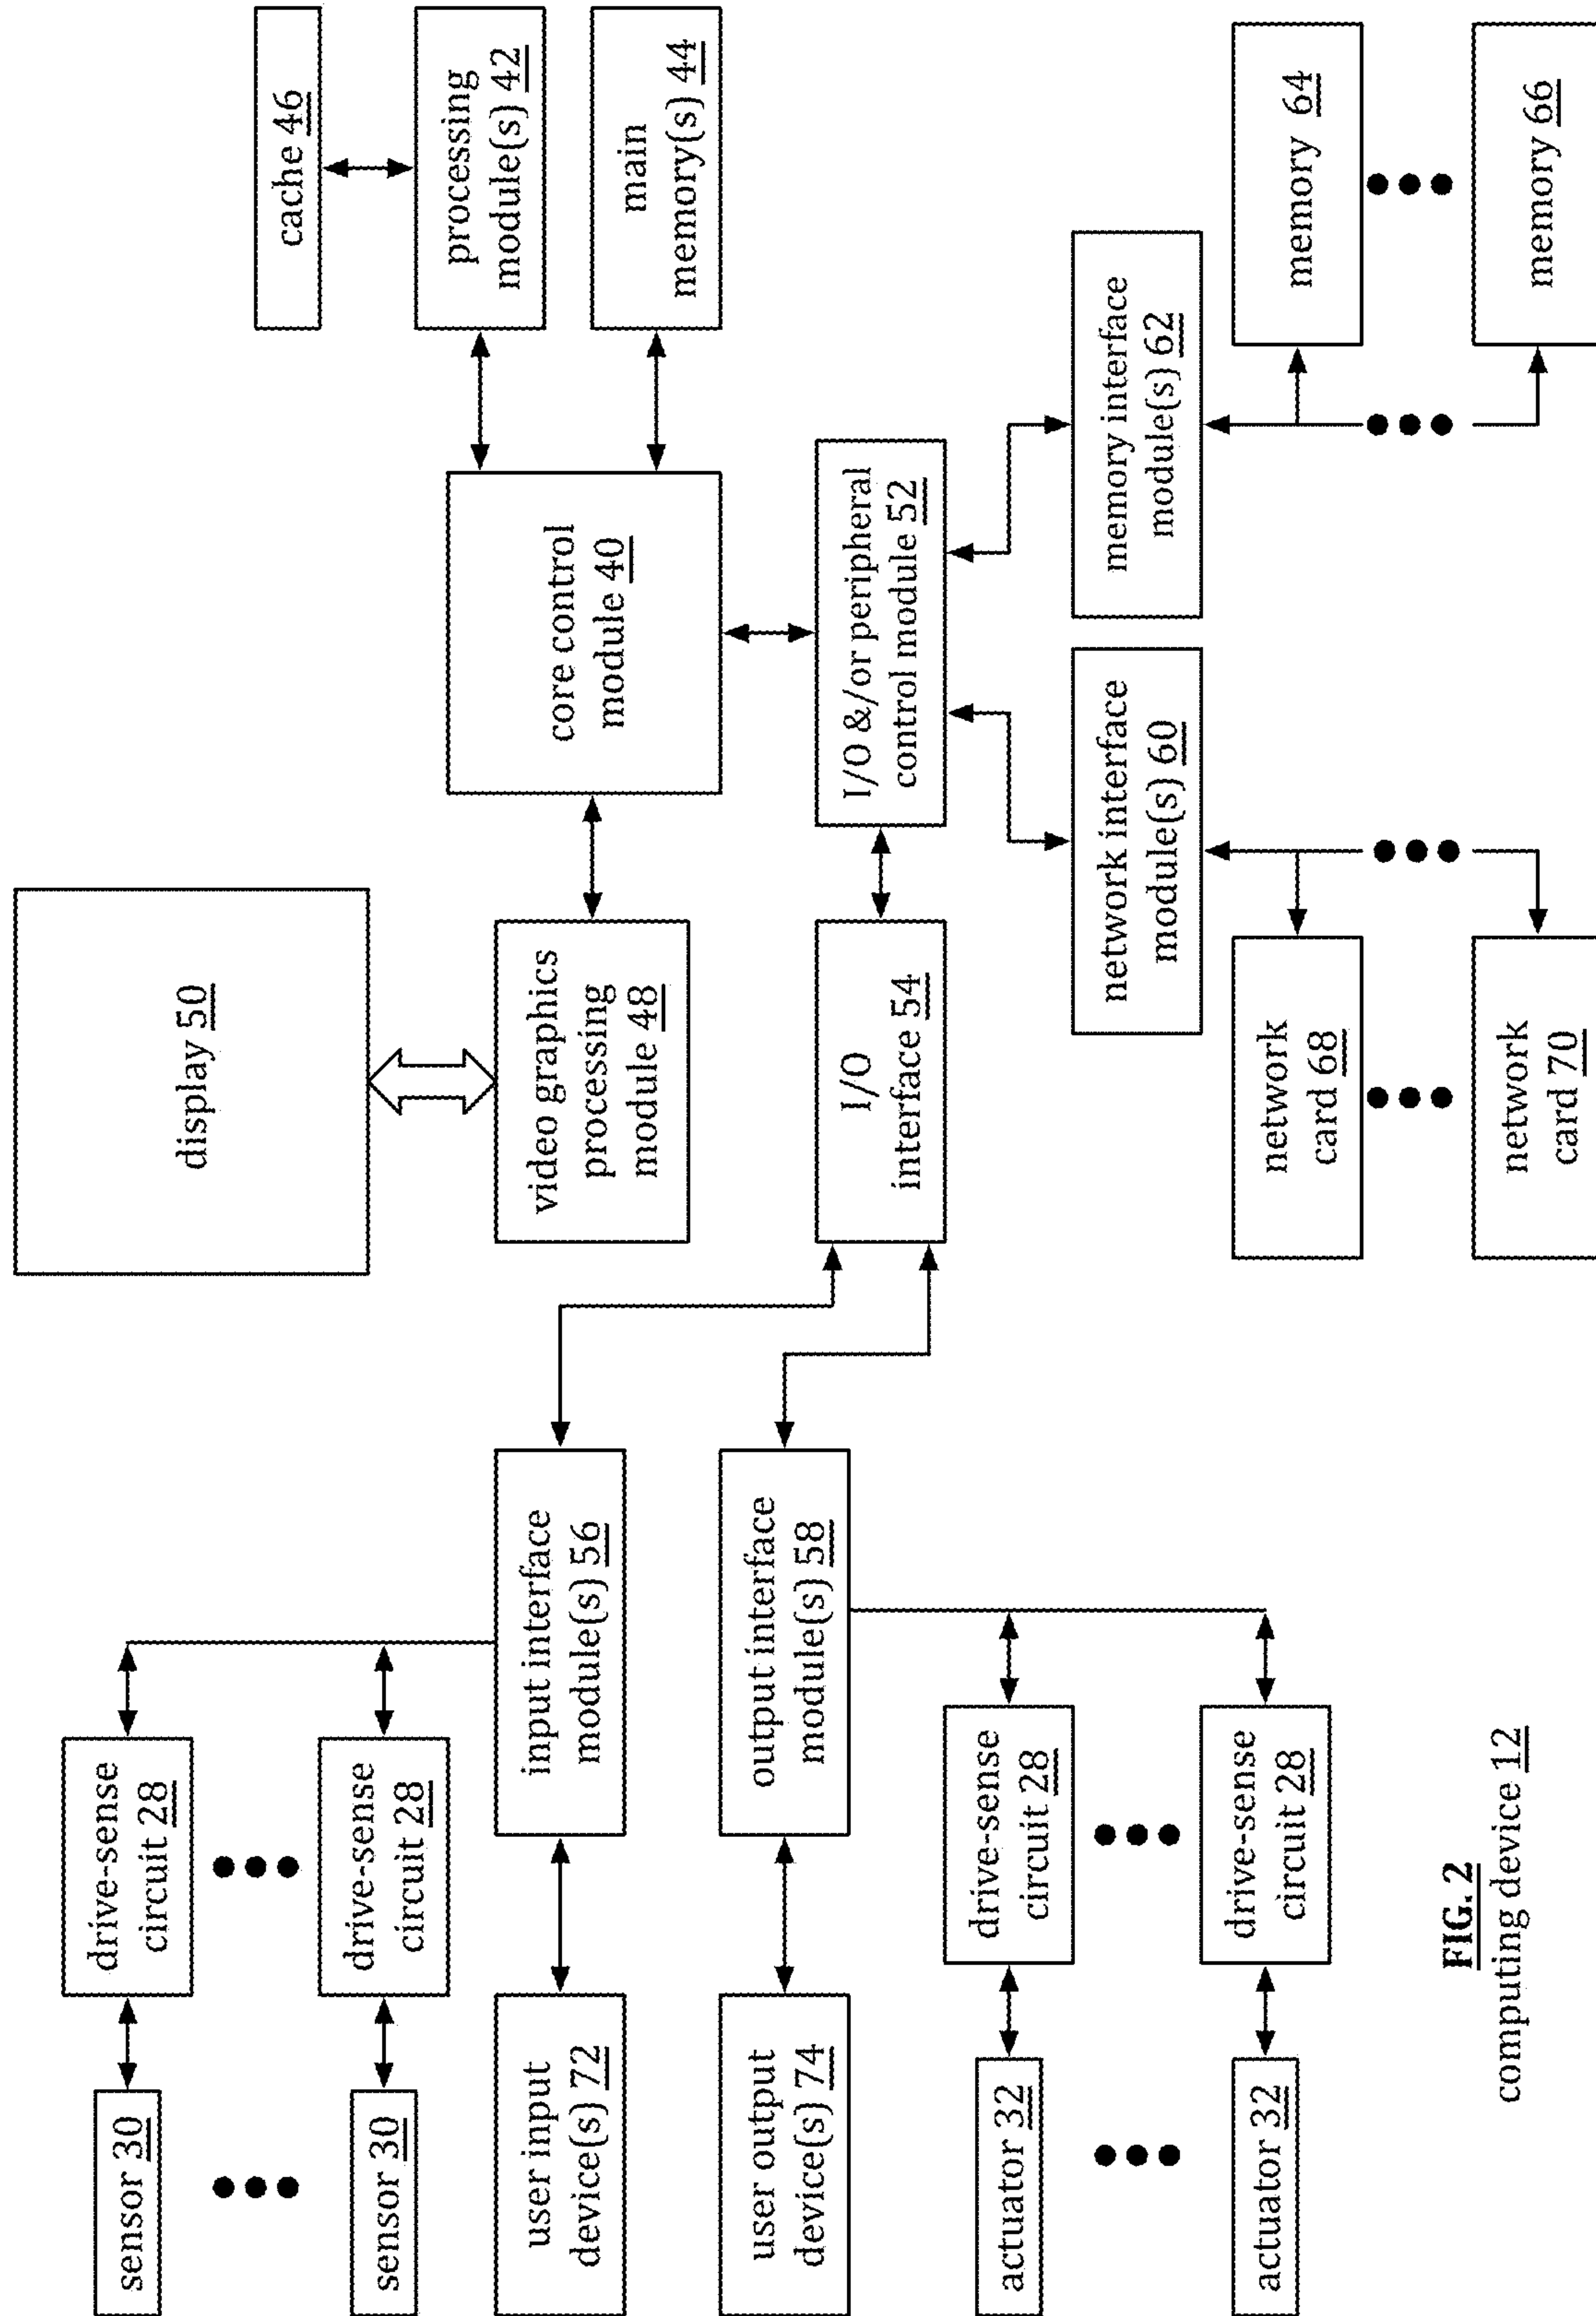 display 50
cache 46
processing
module(s) 42
main
memory(s) 44
core control
module 40
video graphics
processing
module 48
I/O &/or peripheral
control module 52
I/O
interface 54
drive-sense
circuit 28
sensor 30
drive-sense
circuit 28
sensor 30
input interface
module(s) 56
user input
device(s) 72
output interface
module(s) 58
user output
device(s) 74
drive-sense
circuit 28
actuator 32
drive-sense
circuit 28
actuator 32
network interface
module(s) 60
memory interface
module(s) 62
network
card 68
network
card 70
memory 64
memory 66
FIG. 2
computing device 12